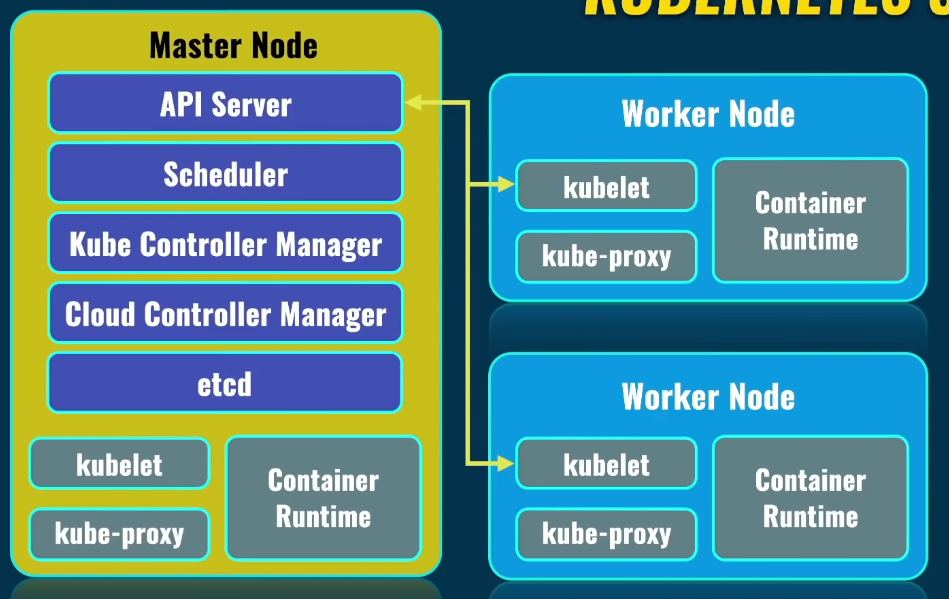 KUBERNETES
Master Node
API Server
Scheduler
Kube Controller Manager
Cloud Controller Manager
etcd
kubelet
kube-proxy
Container
Runtime
Worker Node
kubelet
kube-proxy
Container
Runtime
Worker Node
kubelet
kube-proxy
Container
Runtime